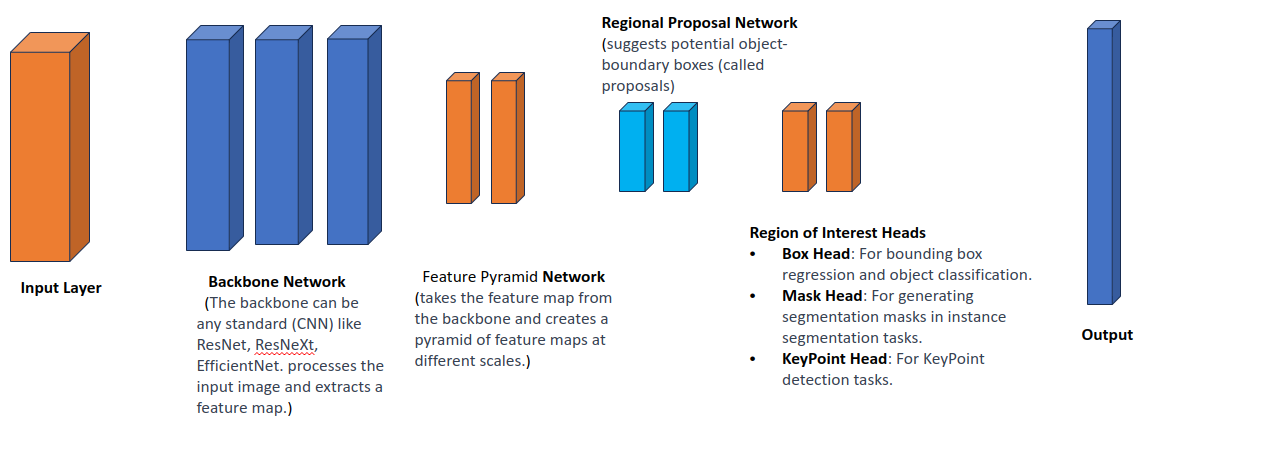 Input Layer
Backbone Network
(The backbone can be
any standard (CNN) like
ResNet, ResNeXt,
EfficientNet. processes the
input image and extracts a
feature map.)
Feature Pyramid Network
(takes the feature map from
the backbone and creates a
pyramid of feature maps at
different scales.)
Regional Proposal Network
(suggests potential object-
boundary boxes (called
proposals)
Region of Interest Heads
• Box Head: For bounding box
regression and object classification.
• Mask Head: For generating
segmentation masks in instance
segmentation tasks.
• KeyPoint Head: For KeyPoint
detection tasks.
Output